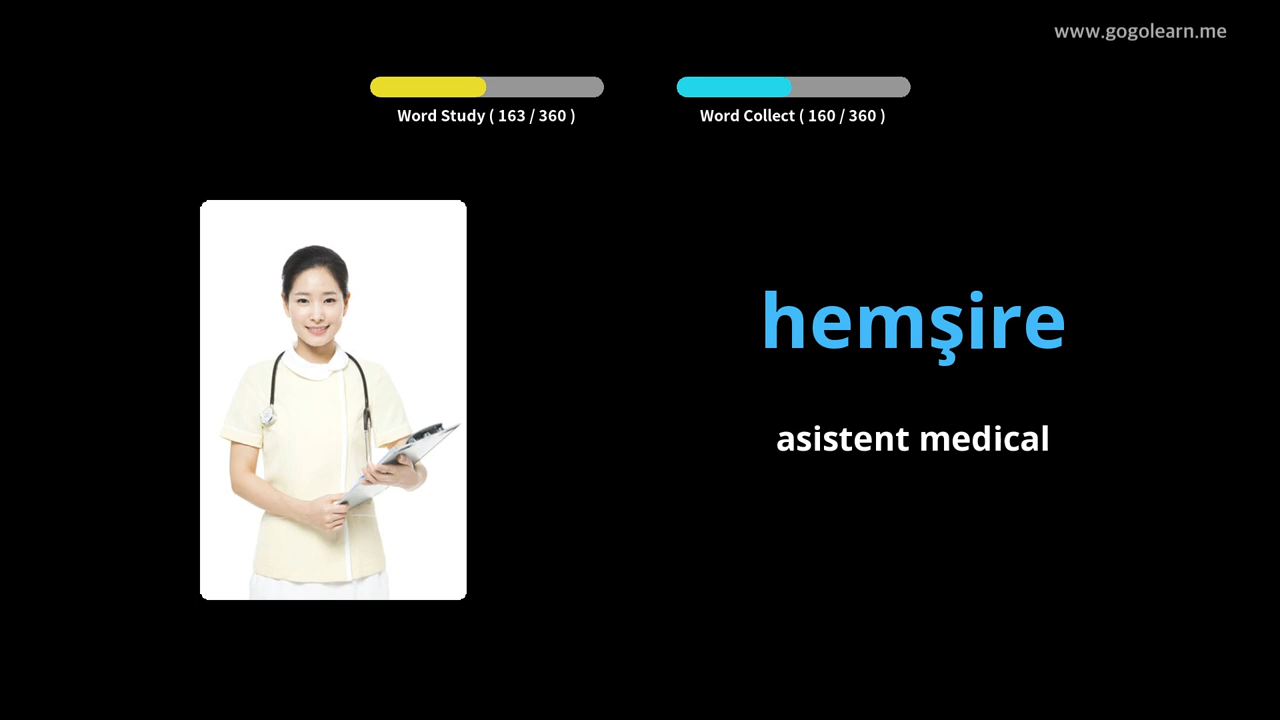 www.gogolearn.me
Word Study ( 163 / 360 )
Word Collect ( 160 / 360 )
hemşire
asistent medical